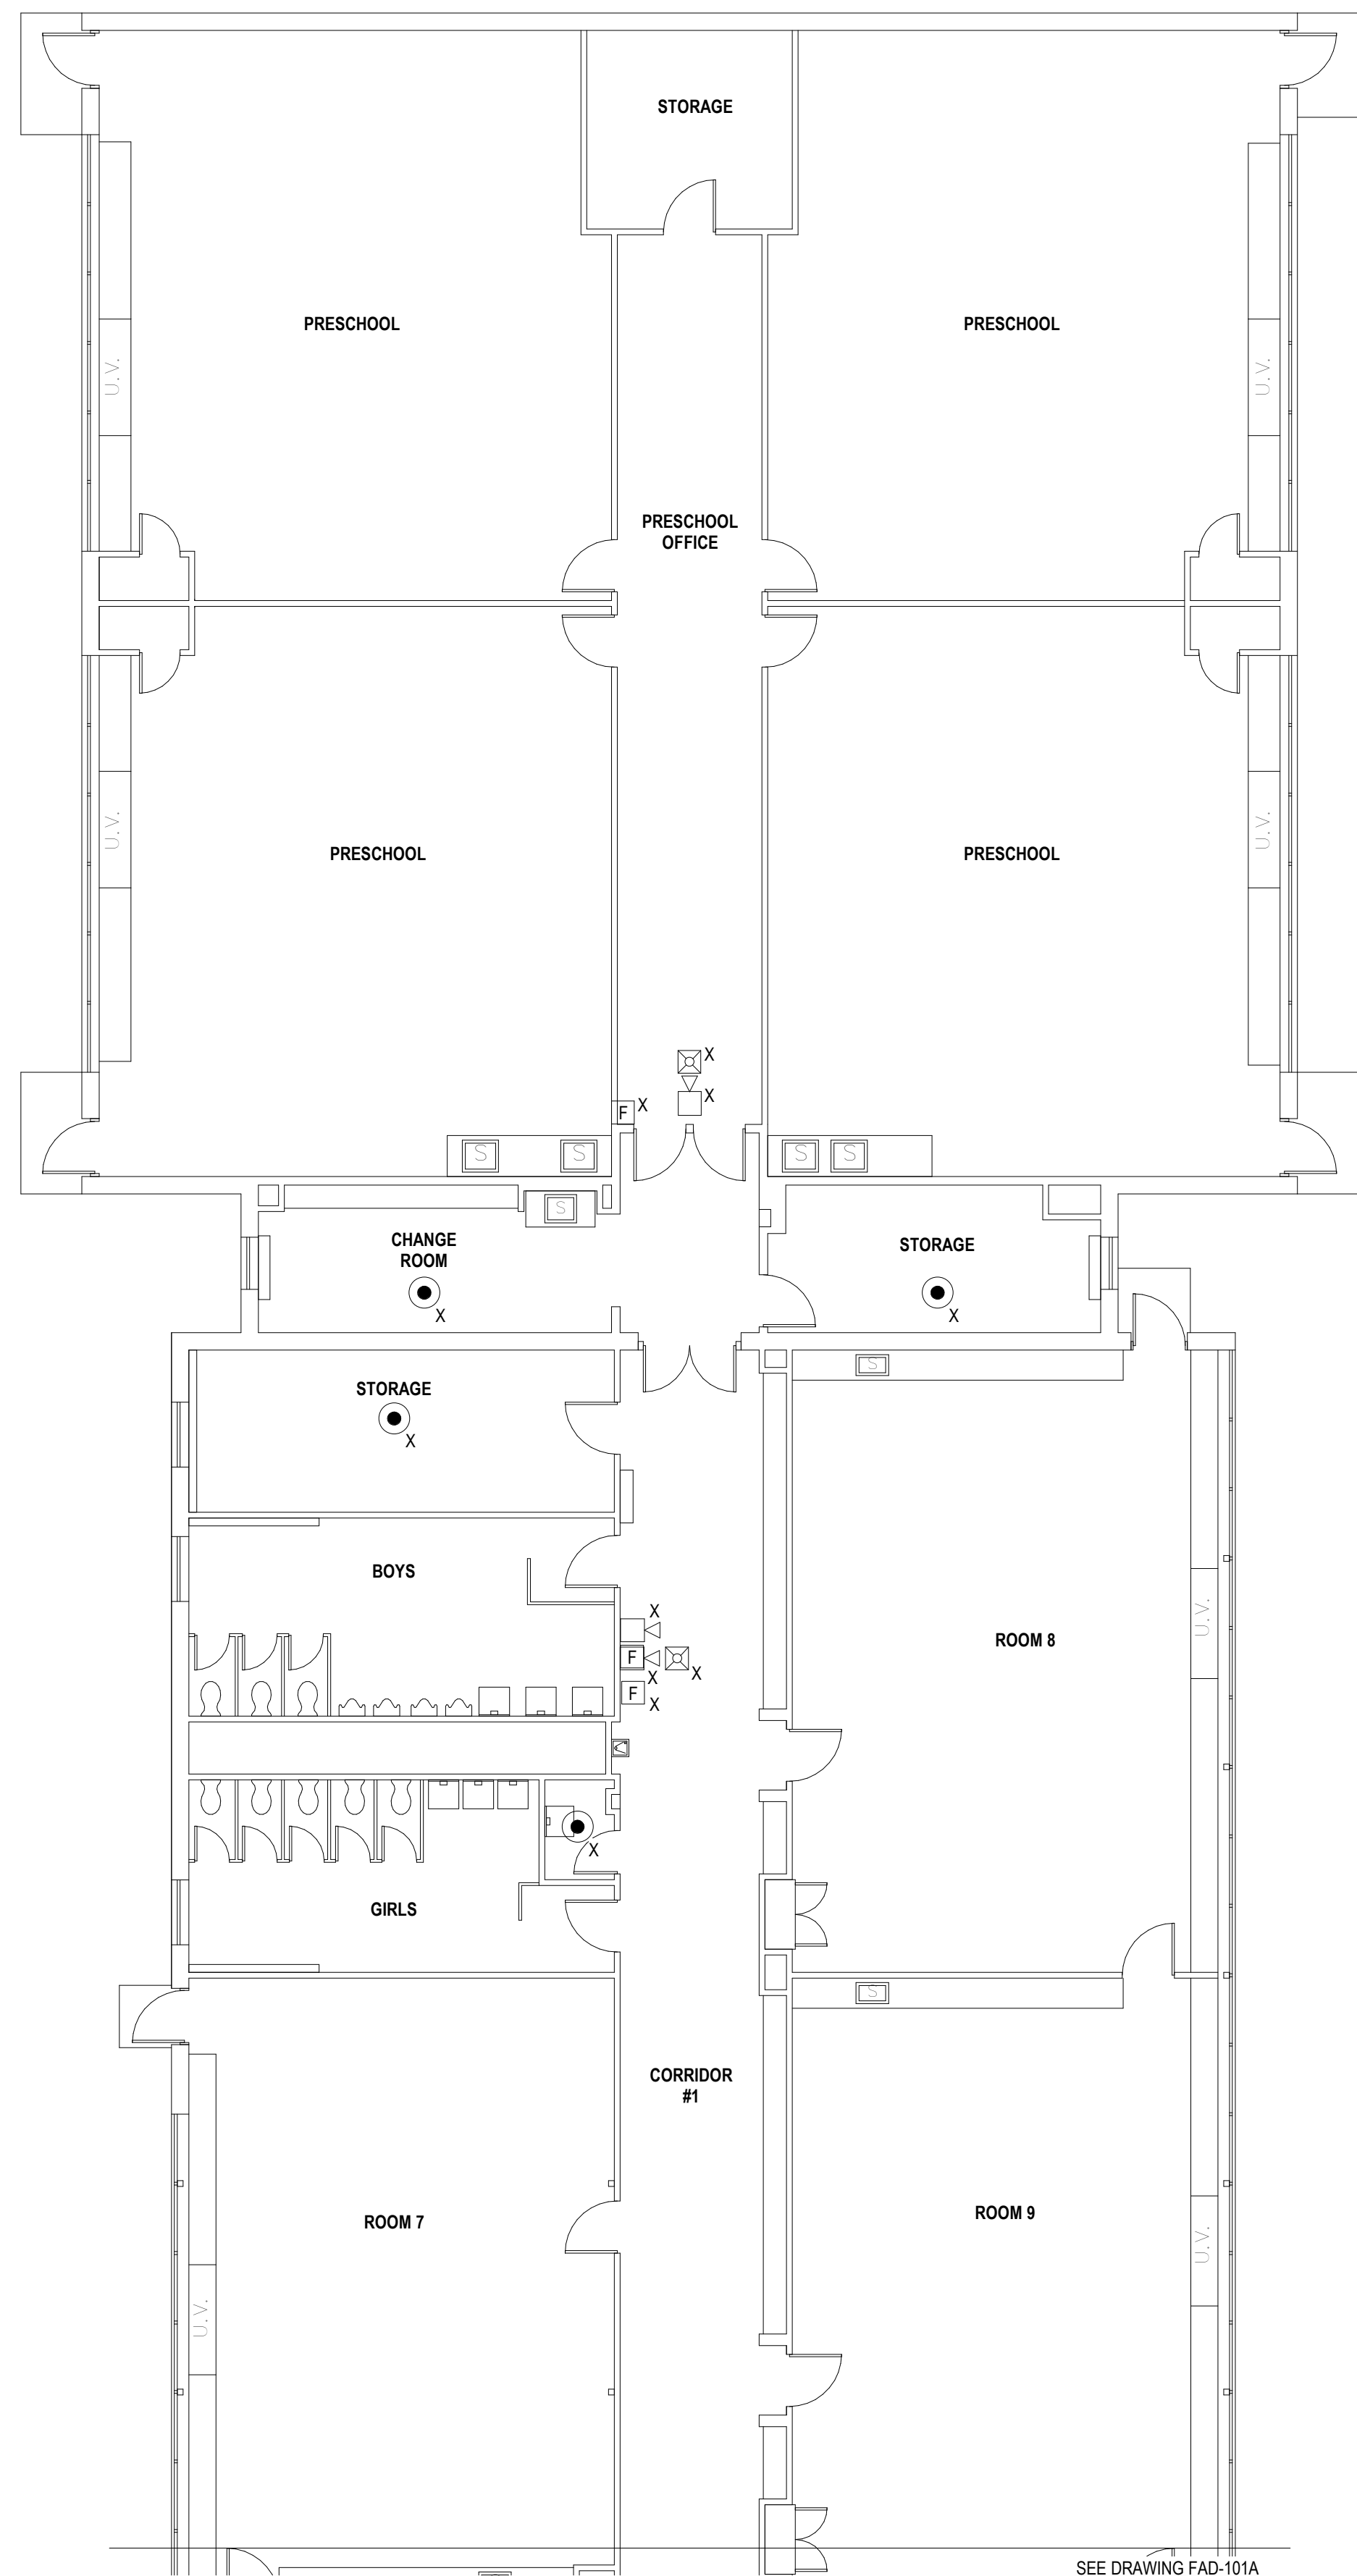 STORAGE
PRESCHOOL
PRESCHOOL
U.V.
U.V.
PRESCHOOL
OFFICE
U.V.
U.V.
PRESCHOOL
PRESCHOOL
X
X
F X
S
S
S
S
S
CHANGE
ROOM
X
STORAGE
X
S
STORAGE
X
BOYS
X
F
X
X
F
X
ROOM 8
U.V.
X
GIRLS
S
CORRIDOR
#1
ROOM 7
ROOM 9
U.V.
U.V.
SEE DRAWING FAD-101A